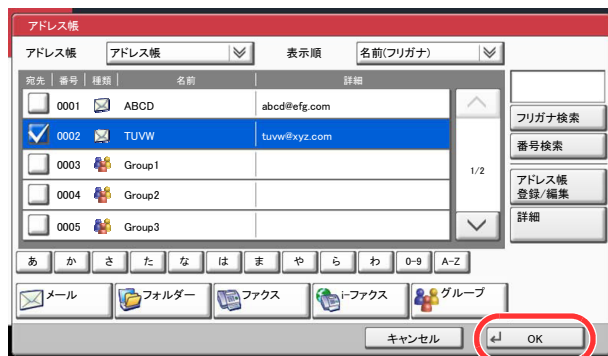 アドレス帳
アドレス帳 アドレス帳 表示順 名前(フリガナ)
宛先 番号 種類 名前 詳細
0001 ABCD abcd@efg.com
0002 TUVW tuvw@xyz.com
0003 Group1
0004 Group2
0005 Group3
1/2
フリガナ検索
番号検索
アドレス帳
登録/編集
詳細
あ か さ た な は ま や ら わ 0-9 A-Z
メール フォルダー ファクス i-ファクス グループ
キャンセル OK